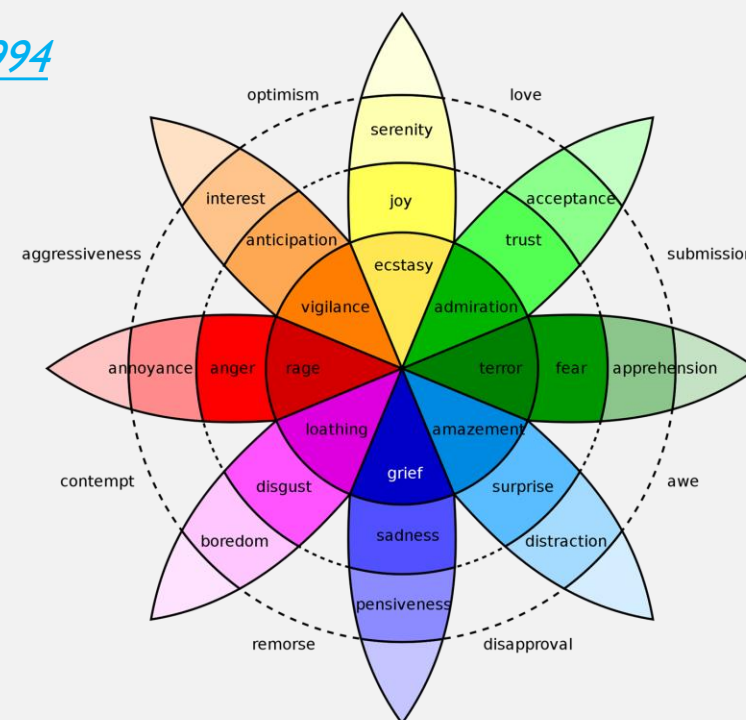 994
optimism
love
serenity
interest
acceptance
joy
anticipation
trust
aggressiveness
submission
ecstasy
vigilance
admiration
annoyance
anger
rage
terror
fear
apprehension
loathing
amazement
grief
contempt
disgust
surprise
awe
sadness
boredom
distraction
pensiveness
remorse
disapproval